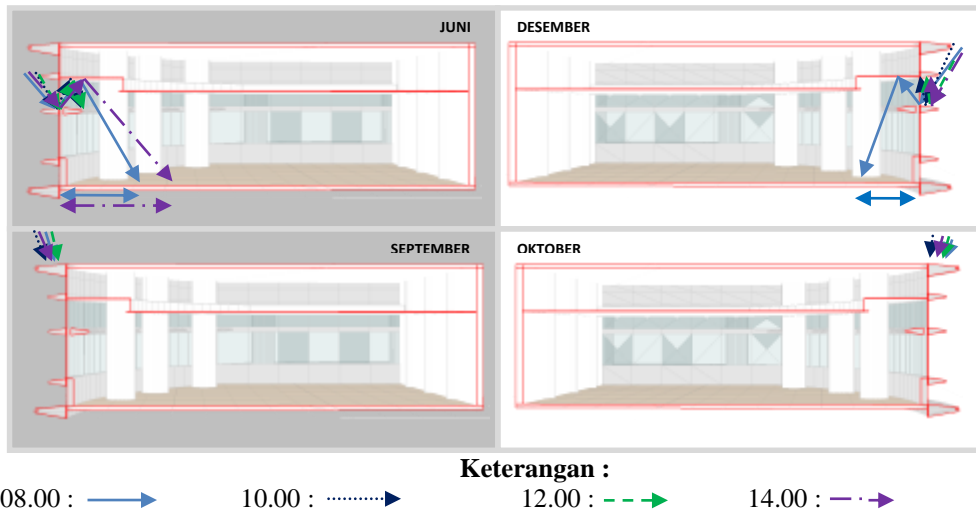 JUNI
DESEMBER
SEPTEMBER
OKTOBER
Keterangan :
08.00 :
10.00 :
12.00 :
14.00 :